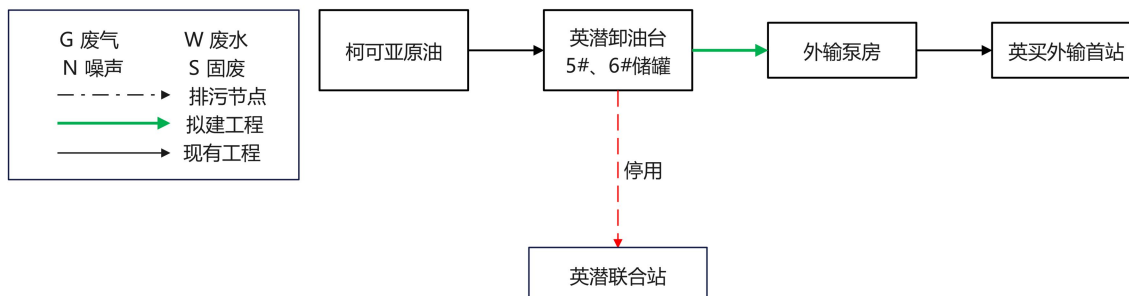 G 废气 W 废水
N 噪声 S 固废
排污节点
拟建工程
现有工程
柯可亚原油
英潜卸油台
5#、6#储罐
外输泵房
英买外输首站
停用
英潜联合站